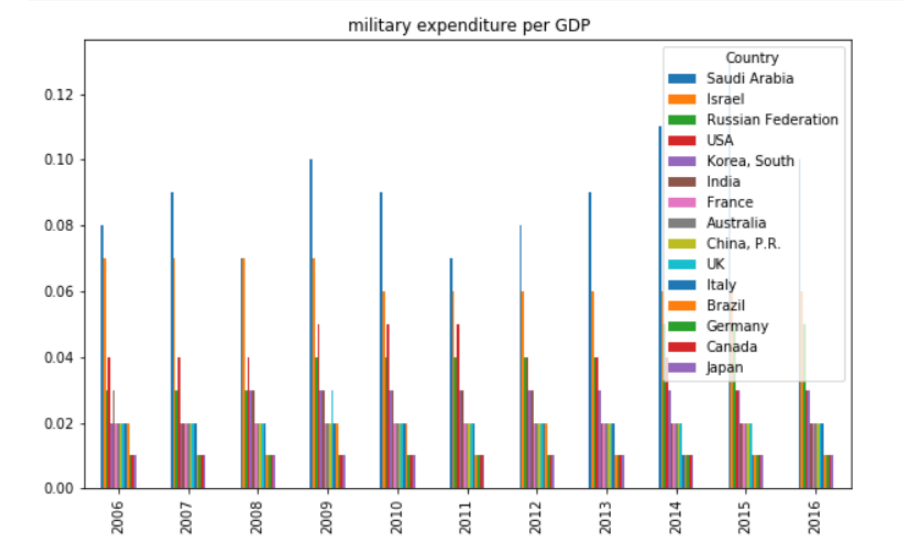 military expenditure per GDP
0.12
0.10
0.08
0.06
0.04
0.02
0.00
Country
Saudi Arabia
Israel
Russian Federation
USA
Korea, South
India
France
Australia
China, P.R.
UK
Italy
Brazil
Germany
Canada
Japan
2006 2007 2008 2009 2010 2011 2012 2013 2014 2015 2016